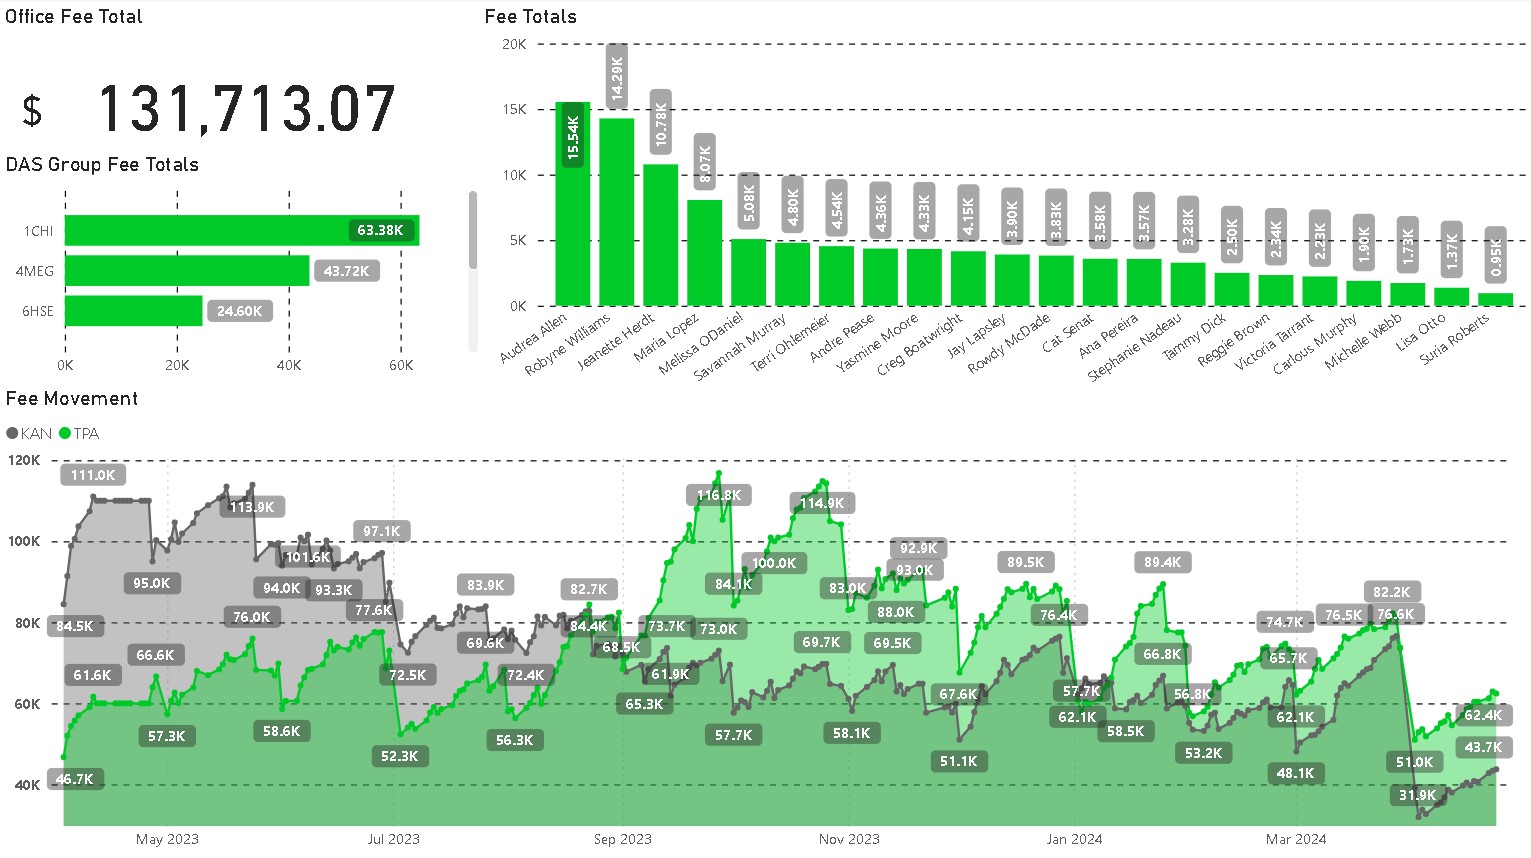 Office Fee Total
$ 131,713.07
DAS Group Fee Totals
0K 20K 40K 60K
1CHI 63.38K
4MEG 43.72K
6HSE 24.60K
0K 20K 40K 60K
Fee Totals
20K
15K
10K
5K
0K
15.54K
14.29K
10.78K
8.07K
5.08K
4.80K
4.54K
4.36K
4.33K
4.15K
3.90K
3.83K
3.58K
3.57K
3.28K
2.50K
2.34K
2.23K
1.90K
1.73K
1.37K
0.95K
Audrea Allen
Robyne Williams
Jeanette Herdt
Maria Lopez
Melissa ODaniel
Savannah Murray
Terri Ohlemeier
Andre Pease
Yasmine Moore
Creg Boatwright
Jay Lapsley
Rowdy McDade
Cat Senat
Ana Pereira
Stephanie Nadeau
Tammy Dick
Reggie Brown
Victoria Tarrant
Carlous Murphy
Michelle Webb
Lisa Otto
Suria Roberts
Fee Movement
KAN TPA
120K
100K
80K
60K
40K
111.0K
84.5K
61.6K
46.7K
95.0K
66.6K
57.3K
113.9K
76.0K
94.0K
58.6K
101.6K
93.3K
97.1K
77.6K
72.5K
52.3K
83.9K
69.6K
72.4K
56.3K
82.7K
84.4K
68.5K
65.3K
73.7K
61.9K
116.8K
73.0K
84.1K
57.7K
100.0K
114.9K
69.7K
83.0K
58.1K
92.9K
93.0K
88.0K
69.5K
67.6K
51.1K
89.5K
76.4K
57.7K
62.1K
58.5K
89.4K
66.8K
56.8K
53.2K
74.7K
65.7K
62.1K
48.1K
76.5K
82.2K
76.6K
51.0K
31.9K
62.4K
43.7K
May 2023 Jul 2023 Sep 2023 Nov 2023 Jan 2024 Mar 2024